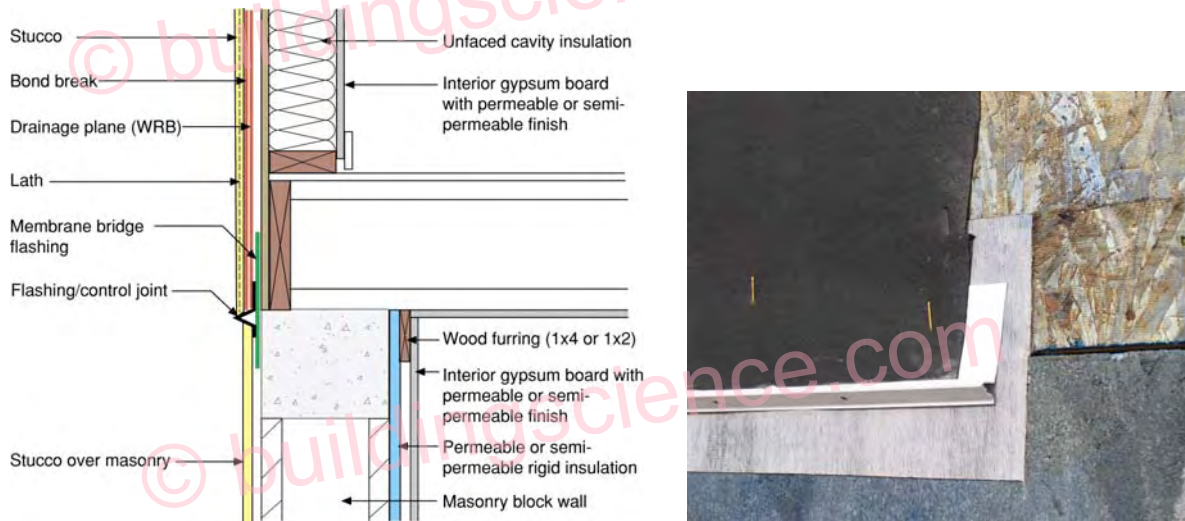 Stucco
Bond break
Drainage plane (WRB)
Lath
Membrane bridge
flashing
Flashing/control joint
Stucco over masonry
Unfaced cavity insulation
Interior gypsum board
with permeable or semi-
permeable finish
Wood furring (1x4 or 1x2)
Interior gypsum board with
permeable or semi-
permeable finish
Permeable or semi-
permeable rigid insulation
Masonry block wall
© buildingscience.com
© buildingscience.com